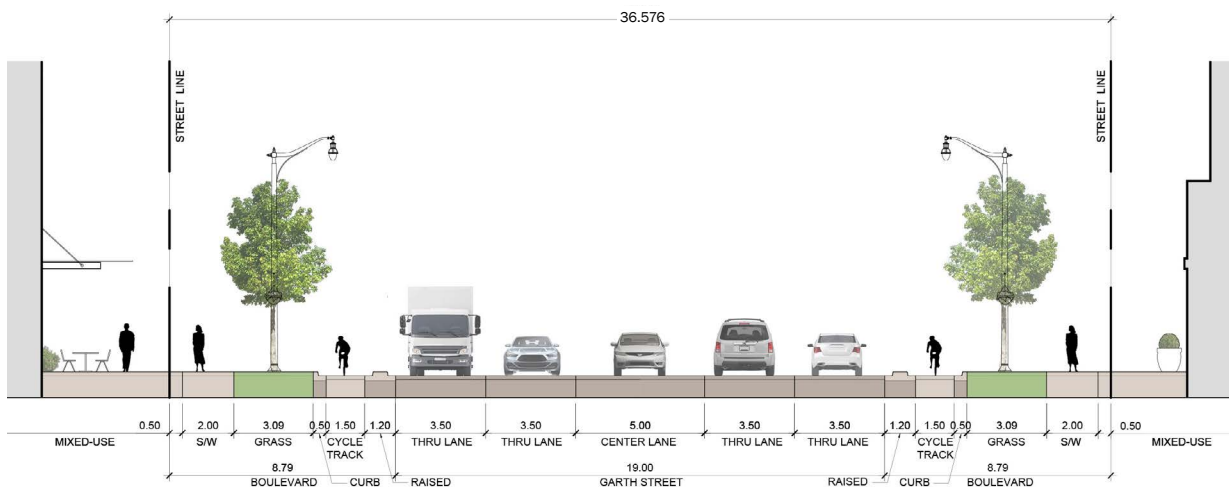 36.576
STREET LINE
STREET LINE
0.50 2.00 3.09 0.50 1.50 1.20 3.50 3.50 5.00 3.50 3.50 1.20 1.50 0.50 3.09 2.00 0.50
MIXED-USE S/W GRASS CYCLE TRACK THRU LANE THRU LANE CENTER LANE THRU LANE THRU LANE CYCLE TRACK GRASS S/W MIXED-USE
8.79 19.00 8.79
BOULEVARD CURB RAISED GARTH STREET RAISED CURB BOULEVARD